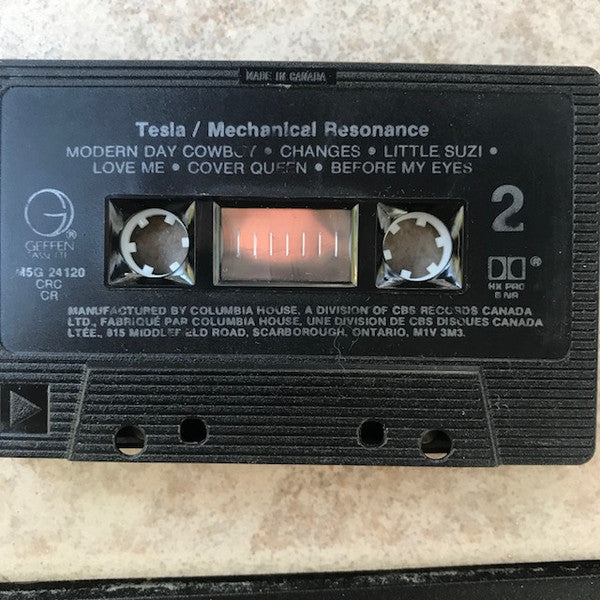 MADE IN CANADA
Tesla / Mechanical Resonance
MODERN DAY COWBOY • CHANGES • LITTLE SUZI •
LOVE ME • COVER QUEEN • BEFORE MY EYES
2
G
GEFFEN ®
CASSETTE
M5G 24120
CRC
CR
®
HX PRO
B NR
MANUFACTURED BY COLUMBIA HOUSE, A DIVISION OF CBS RECORDS CANADA
LTD., FABRIQUÉ PAR COLUMBIA HOUSE, UNE DIVISION DE CBS DISQUES CANADA
LTÉE., 815 MIDDLEFIELD ROAD, SCARBOROUGH, ONTARIO, M1V 3M3.